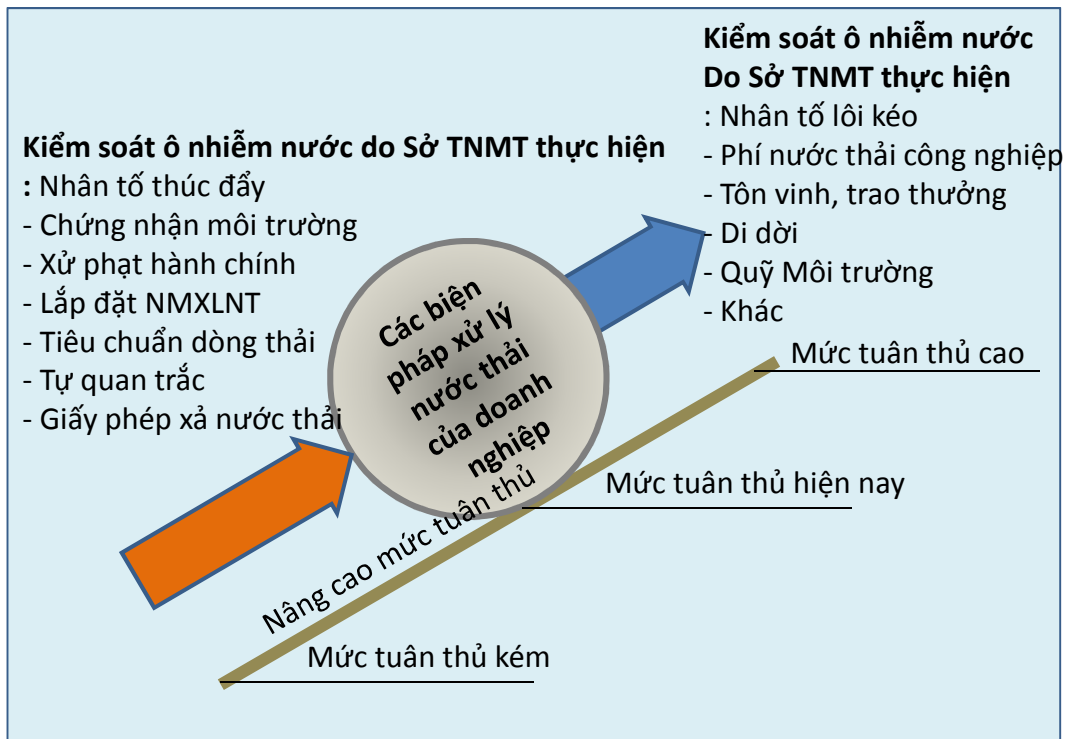 Kiểm soát ô nhiễm nước do Sở TNMT thực hiện
: Nhân tố thúc đẩy
- Chứng nhận môi trường
- Xử phạt hành chính
- Lắp đặt NMXLNT
- Tiêu chuẩn dòng thải
- Tự quan trắc
- Giấy phép xả nước thải
Kiểm soát ô nhiễm nước
Do Sở TNMT thực hiện
: Nhân tố lôi kéo
- Phí nước thải công nghiệp
- Tôn vinh, trao thưởng
- Di dời
- Quỹ Môi trường
- Khác
Các biện
pháp xử lý
nước thải
của doanh
nghiệp
Nâng cao mức tuân thủ
Mức tuân thủ cao
Mức tuân thủ hiện nay
Mức tuân thủ kém